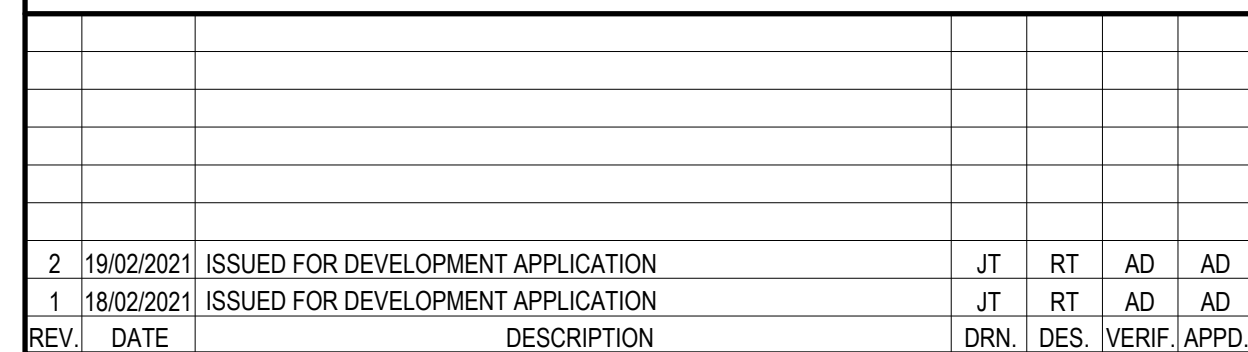 2 19/02/2021 ISSUED FOR DEVELOPMENT APPLICATION JT RT AD AD
1 18/02/2021 ISSUED FOR DEVELOPMENT APPLICATION JT RT AD AD
REV. DATE DESCRIPTION DRN. DES. VERIF. APPD.